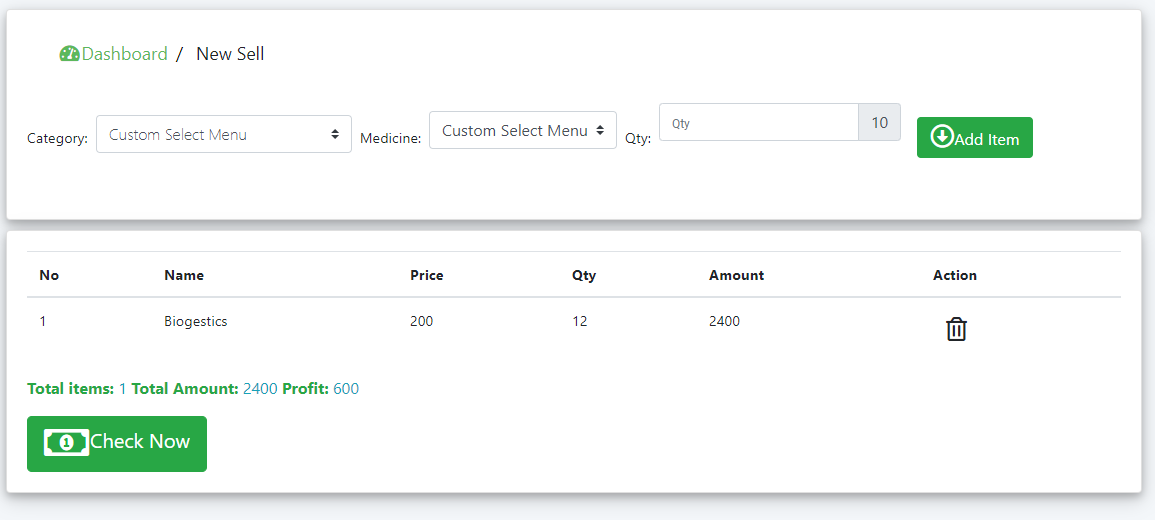 Dashboard / New Sell
Category: Custom Select Menu Medicine: Custom Select Menu Qty: Qty 10 Add Item
No Name Price Qty Amount Action
1 Biogestics 200 12 2400
Total items: 1 Total Amount: 2400 Profit: 600
1 Check Now